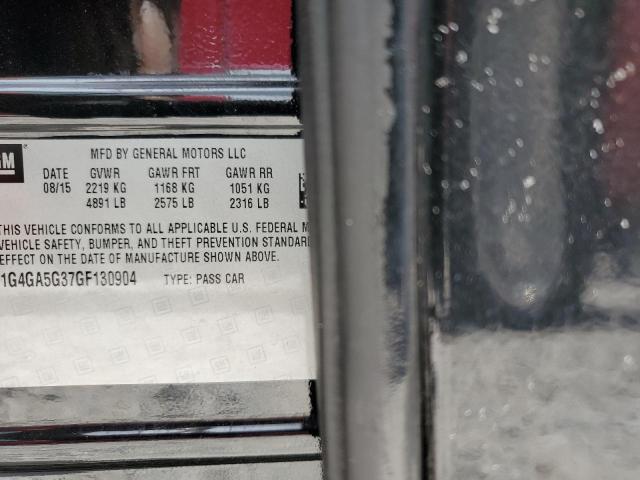 GM ®
MFD BY GENERAL MOTORS LLC
DATE GVWR GAWR FRT GAWR RR
08/15 2219 KG 1168 KG 1051 KG
4891 LB 2575 LB 2316 LB
THIS VEHICLE CONFORMS TO ALL APPLICABLE U.S. FEDERAL M
VEHICLE SAFETY, BUMPER, AND THEFT PREVENTION STANDAR
EFFECT ON THE DATE OF MANUFACTURE SHOWN ABOVE.
1G4GA5G37GF130904 TYPE: PASS CAR